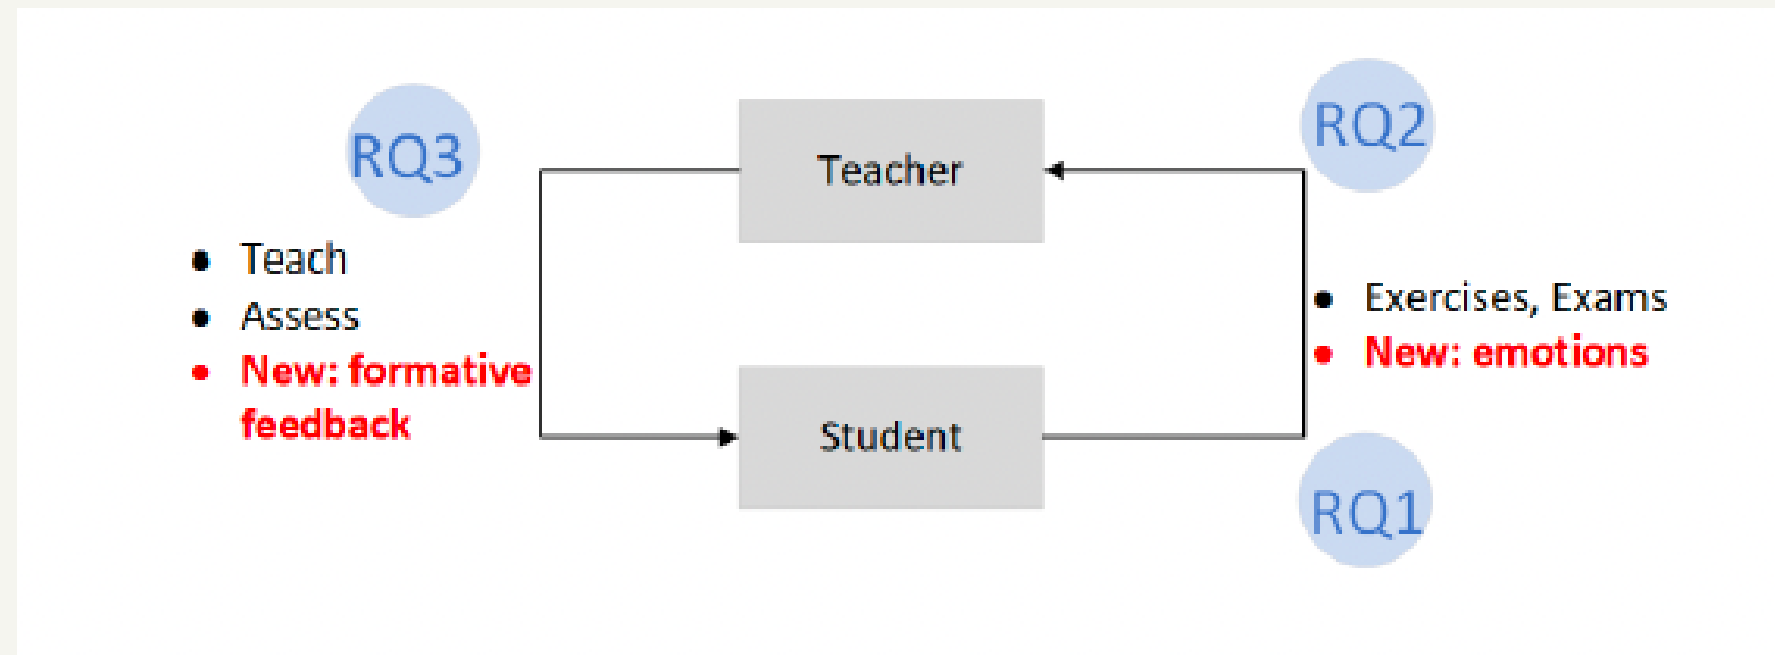 RQ3
Teacher
RQ2
• Teach
• Assess
• New: formative
feedback
• Exercises, Exams
• New: emotions
Student
RQ1